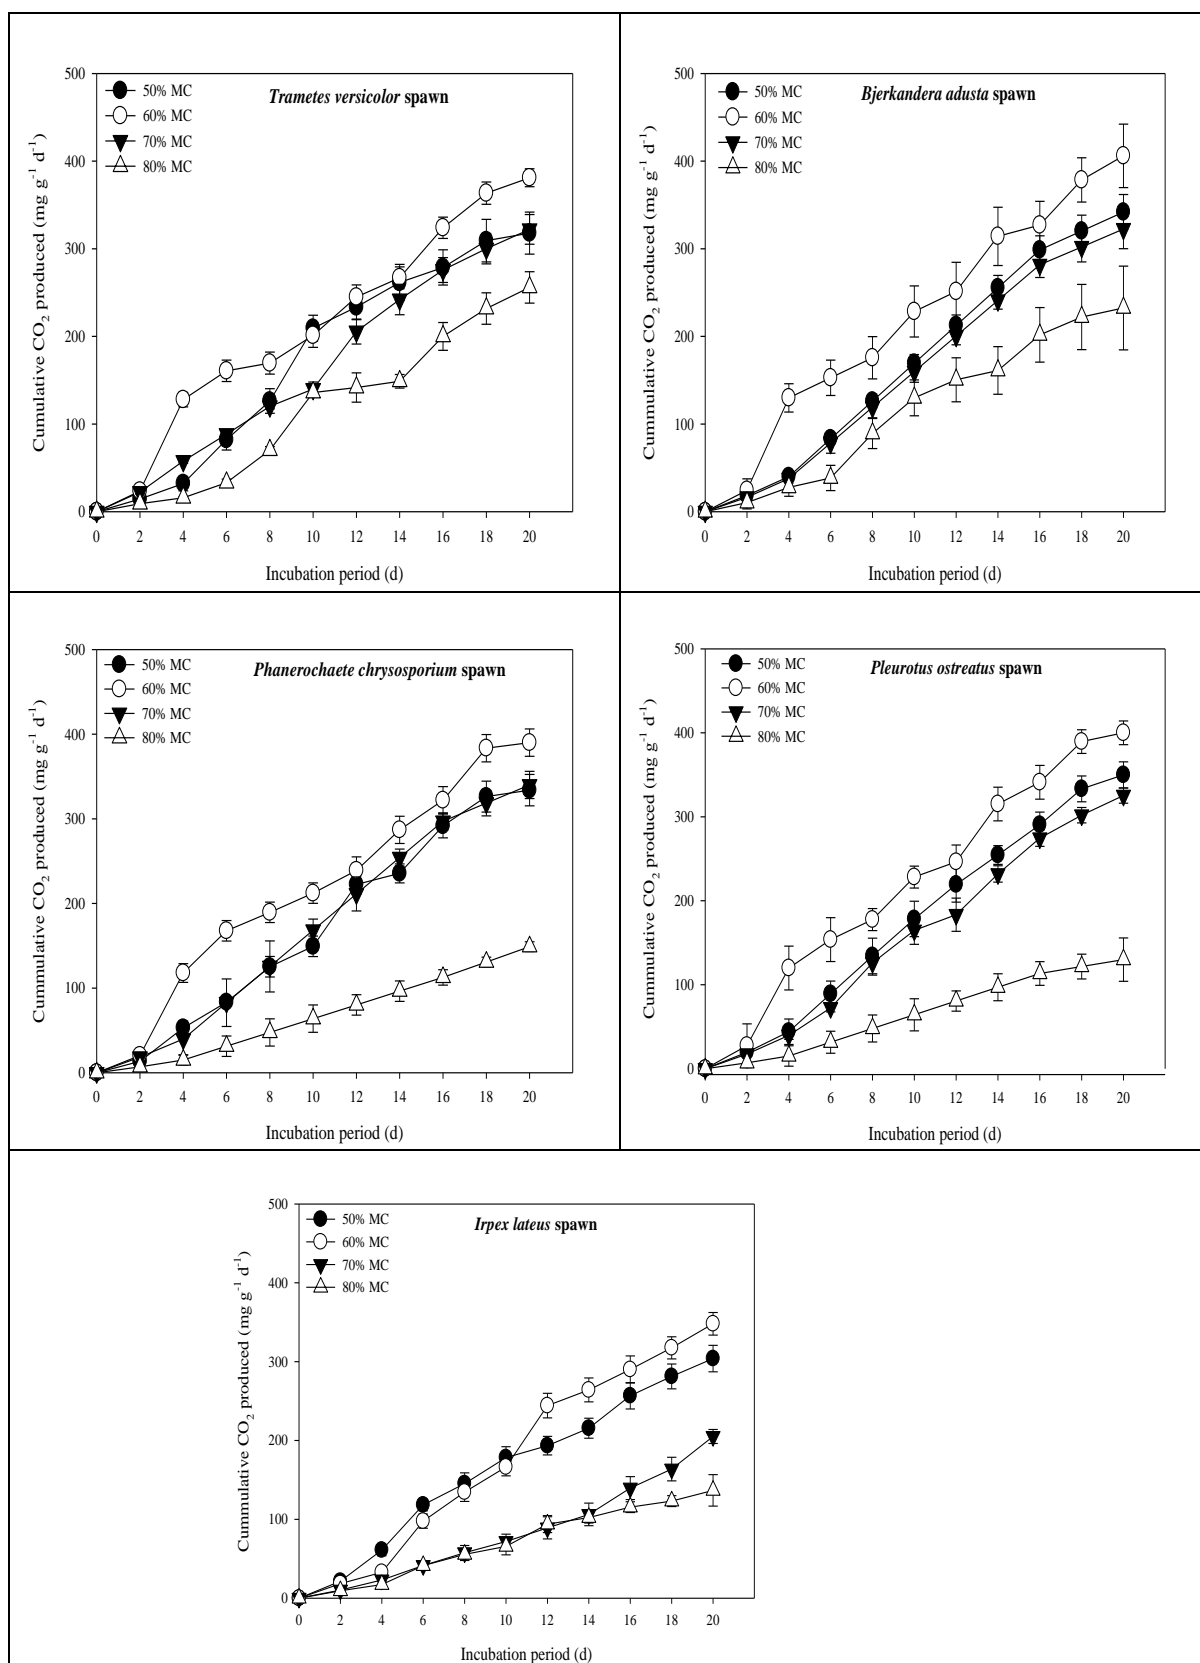 Trametes versicolor spawn
50% MC
60% MC
70% MC
80% MC
Cumulative CO₂ produced (mg g⁻¹ d⁻¹)
500
400
300
200
100
0
0 2 4 6 8 10 12 14 16 18 20
Incubation period (d)
Bjerkandera adusta spawn
50% MC
60% MC
70% MC
80% MC
Cummulative CO₂ produced (mg g⁻¹ d⁻¹)
500
400
300
200
100
0
0 2 4 6 8 10 12 14 16 18 20
Incubation period (d)
Phanerochaete chrysosporium spawn
50% MC
60% MC
70% MC
80% MC
Cummulative CO₂ produced (mg g⁻¹ d⁻¹)
500
400
300
200
100
0
0 2 4 6 8 10 12 14 16 18 20
Incubation period (d)
Pleurotus ostreatus spawn
50% MC
60% MC
70% MC
80% MC
Cummulative CO₂ produced (mg g⁻¹ d⁻¹)
500
400
300
200
100
0
0 2 4 6 8 10 12 14 16 18 20
Incubation period (d)
Irpex lateus spawn
50% MC
60% MC
70% MC
80% MC
Cummulative CO₂ produced (mg g⁻¹ d⁻¹)
500
400
300
200
100
0
0 2 4 6 8 10 12 14 16 18 20
Incubation period (d)